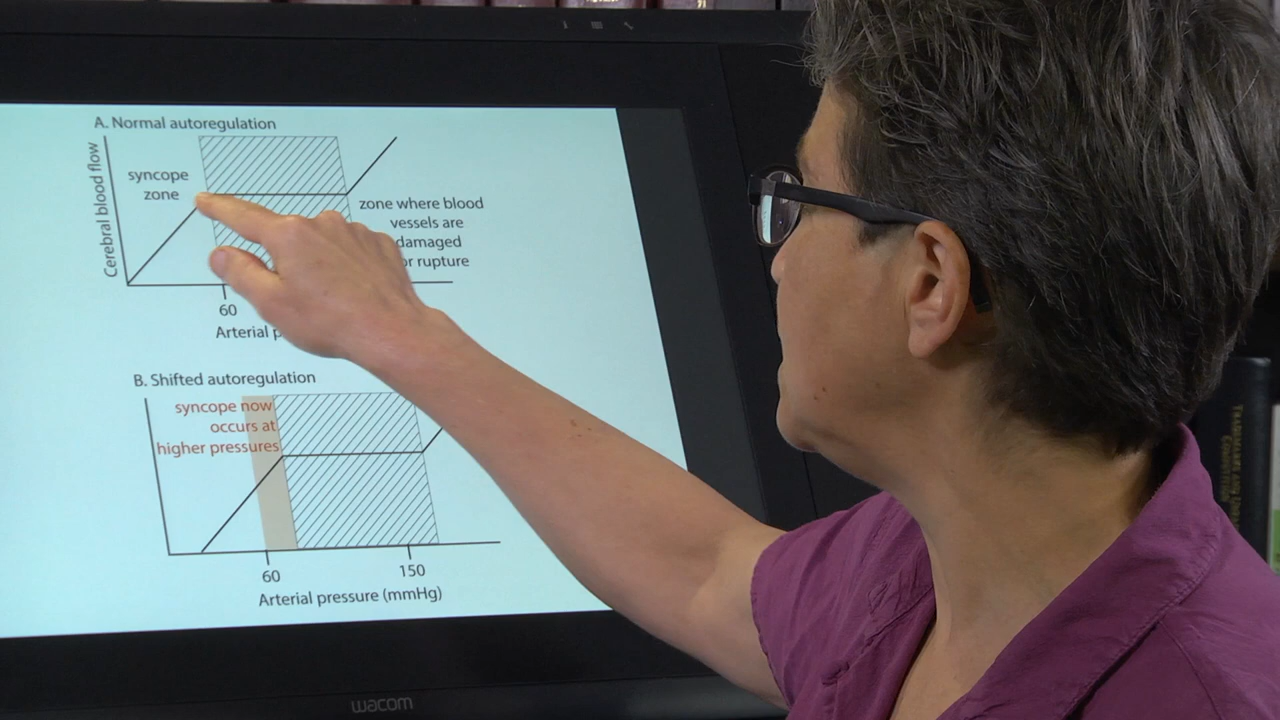 A. Normal autoregulation
Cerebral blood flow
syncope
zone
zone where blood
vessels are
damaged
or rupture
60
Arterial p
B. Shifted autoregulation
syncope now
occurs at
higher pressures
60
150
Arterial pressure (mmHg)
wacom